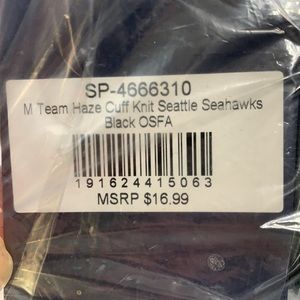 SP-4666310
M Team Haze Cuff Knit Seattle Seahawks
Black OSFA
191624415063
MSRP $16.99